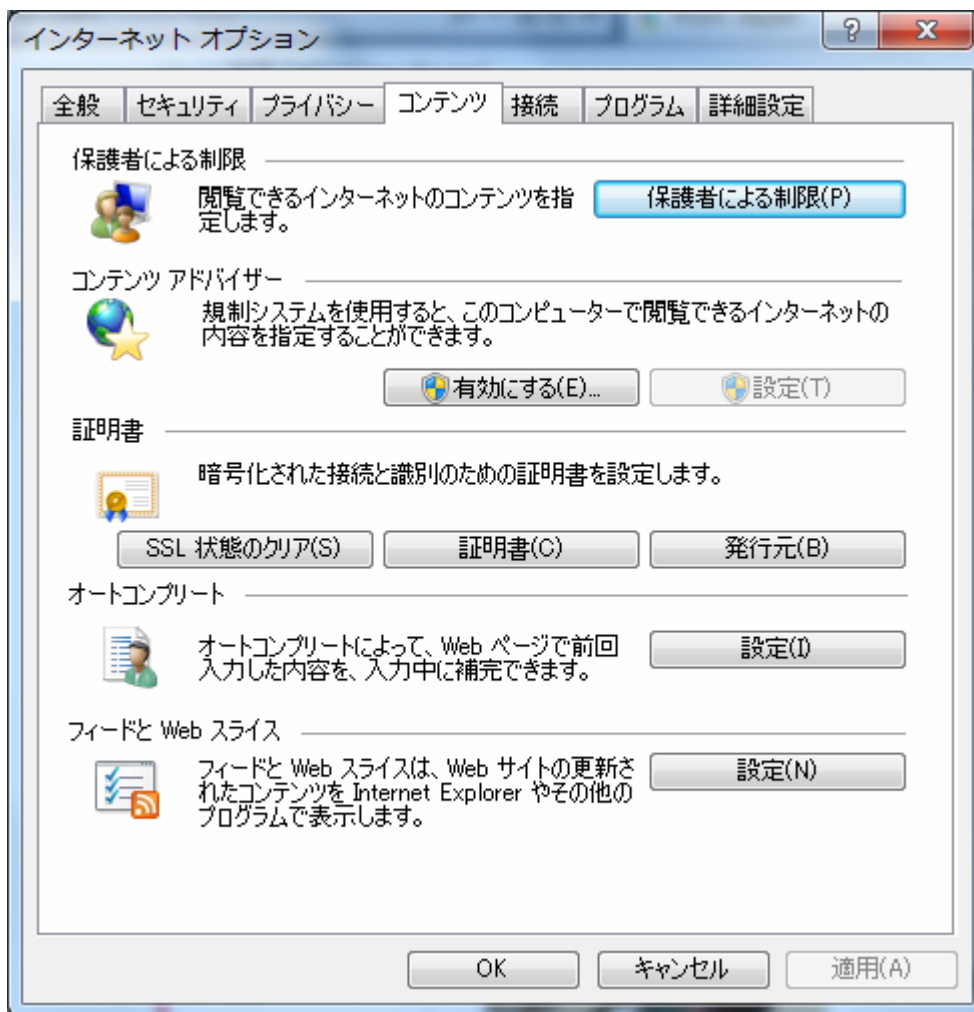 インターネット オプション
全般 セキュリティ プライバシー コンテンツ 接続 プログラム 詳細設定
保護者による制限
閲覧できるインターネットのコンテンツを指
定します。
保護者による制限(P)
コンテンツ アドバイザー
規制システムを使用すると、このコンピューターで閲覧できるインターネットの
内容を指定することができます。
有効にする(E)... 設定(T)
証明書
暗号化された接続と識別のための証明書を設定します。
SSL 状態のクリア(S) 証明書(C) 発行元(B)
オートコンプリート
オートコンプリートによって、Web ページで前回
入力した内容を、入力中に補完できます。
設定(I)
フィードと Web スライス
フィードと Web スライスは、Web サイトの更新さ
れたコンテンツを Internet Explorer やその他の
プログラムで表示します。
設定(N)
OK キャンセル 適用(A)